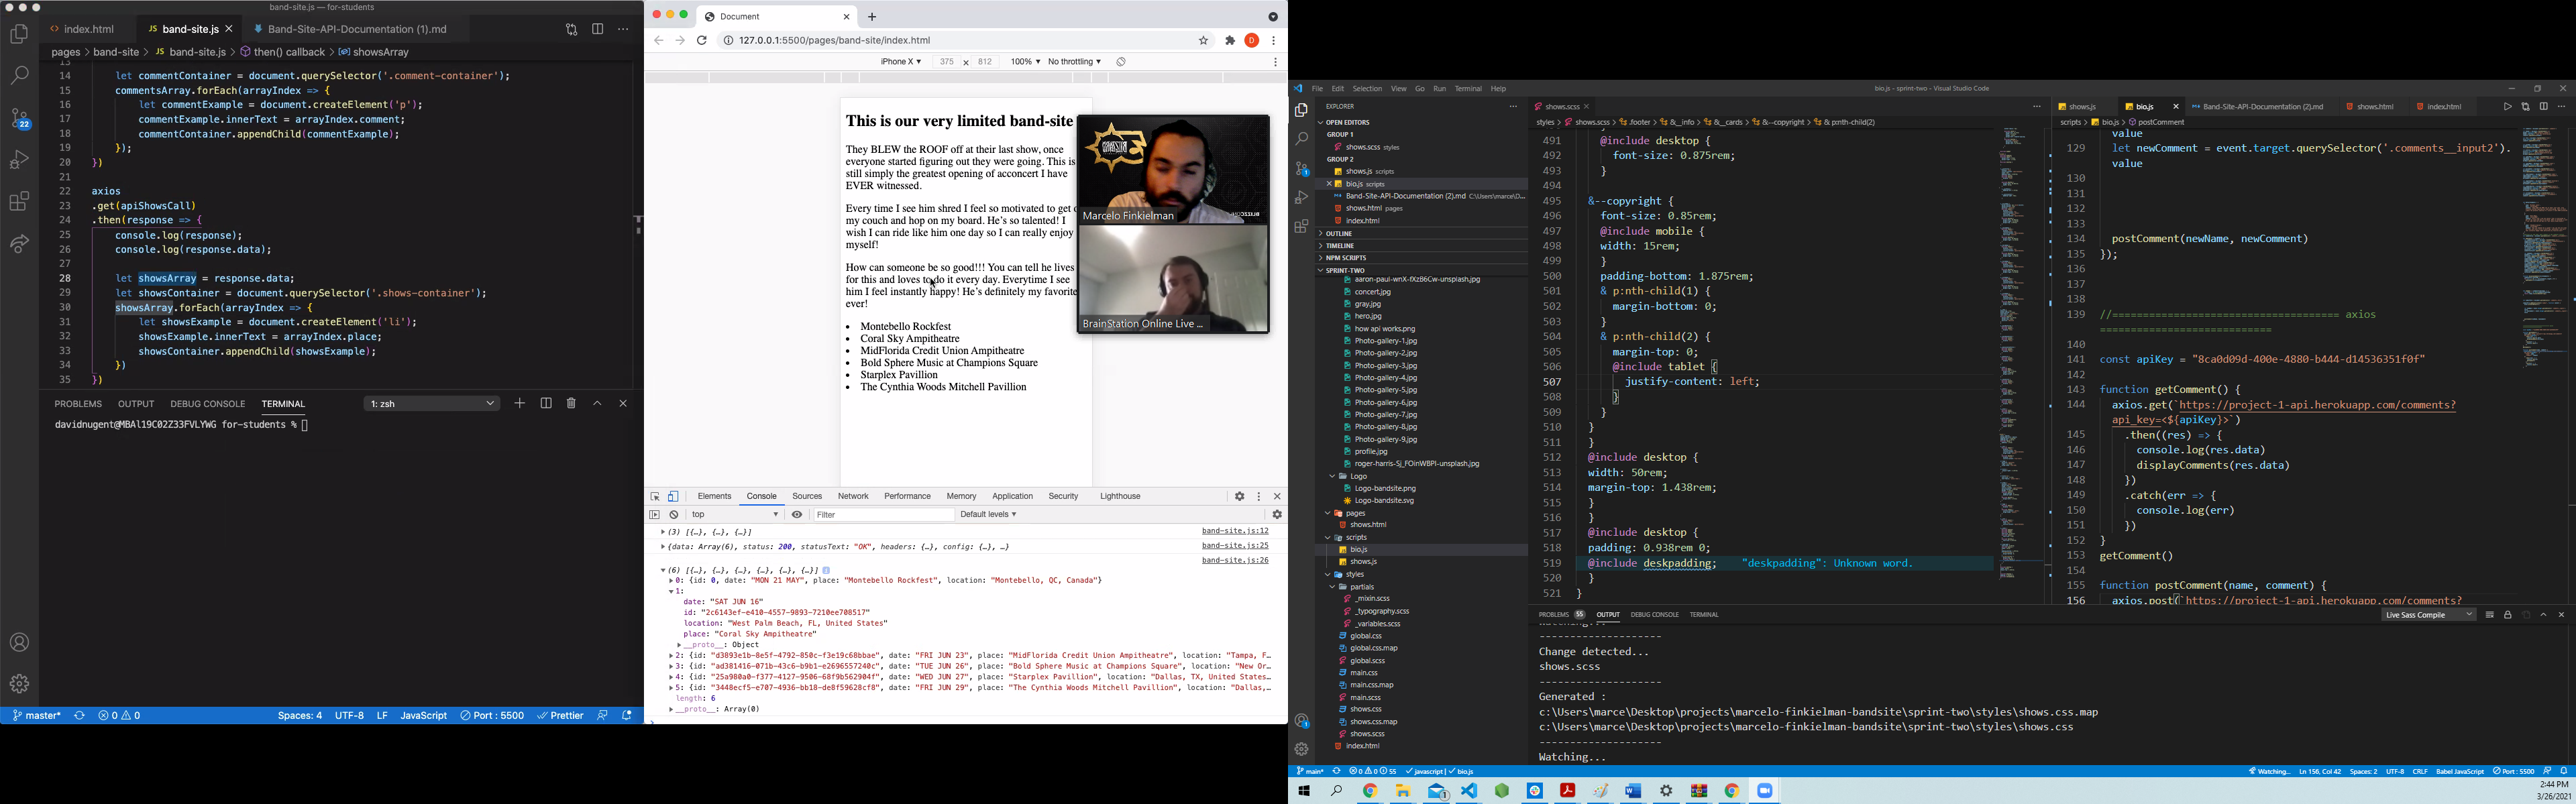 band-site.js — for-students
index.html
JS band-site.js
Band-Site-API-Documentation (1).md
pages > band-site > JS band-site.js > then() callback > showsArray
13
14 let commentContainer = document.querySelector('.comment-container');
15 commentsArray.forEach(arrayIndex => {
16 let commentExample = document.createElement('p');
17 commentExample.innerText = arrayIndex.comment;
18 commentContainer.appendChild(commentExample);
19 });
20 })
21
22 axios
23 .get(apiShowsCall)
24 .then(response => {
25 console.log(response);
26 console.log(response.data);
27
28 let showsArray = response.data;
29 let showsContainer = document.querySelector('.shows-container');
30 showsArray.forEach(arrayIndex => {
31 let showsExample = document.createElement('li');
32 showsExample.innerText = arrayIndex.place;
33 showsContainer.appendChild(showsExample);
34 })
35 })
22
PROBLEMS OUTPUT DEBUG CONSOLE TERMINAL
1: zsh
davidnugent@MBAl19C02Z33FVLYWG for-students %
master* 0 0 Spaces: 4 UTF-8 LF JavaScript Port : 5500 Prettier
Document
127.0.0.1:5500/pages/band-site/index.html
D
iPhone X ▼ 375 x 812 100% ▼ No throttling ▼
This is our very limited band-site
They BLEW the ROOF off at their last show, once
everyone started figuring out they were going. This is
still simply the greatest opening of acconcert I have
EVER witnessed.
Every time I see him shred I feel so motivated to get
my couch and hop on my board. He's so talented! I
wish I can ride like him one day so I can really enjoy
myself!
How can someone be so good!!! You can tell he lives
for this and loves to do it every day. Everytime I see
him I feel instantly happy! He's definitely my favorite
ever!
• Montebello Rockfest
• Coral Sky Ampitheatre
• MidFlorida Credit Union Ampitheatre
• Bold Sphere Music at Champions Square
• Starplex Pavillion
• The Cynthia Woods Mitchell Pavillion
Marcelo Finkielman
BrainStation Online Live ...
Elements Console Sources Network Performance Memory Application Security Lighthouse
top Filter Default levels ▼
(3) [{…}, {…}, {…}] band-site.js:12
{data: Array(6), status: 200, statusText: "OK", headers: {…}, config: {…}, …} band-site.js:25
band-site.js:26
(6) [{…}, {…}, {…}, {…}, {…}, {…}]
0: {id: 0, date: "MON 21 MAY", place: "Montebello Rockfest", location: "Montebello, QC, Canada"}
1:
date: "SAT JUN 16"
id: "2c6143ef-e410-4557-9893-7210ee708517"
location: "West Palm Beach, FL, United States"
place: "Coral Sky Ampitheatre"
__proto__: Object
2: {id: "d3893e1b-8e5f-4792-850c-f3e19c68bbae", date: "FRI JUN 23", place: "MidFlorida Credit Union Ampitheatre", location: "Tampa, F…
3: {id: "ad381416-071b-43c6-b9b1-e2696557240c", date: "TUE JUN 26", place: "Bold Sphere Music at Champions Square", location: "New Or…
4: {id: "25a980a0-f377-4127-9506-68f9b562904f", date: "WED JUN 27", place: "Starplex Pavillion", location: "Dallas, TX, United States…
5: {id: "3448ecf5-e707-4936-bb18-de8f59628cf8", date: "FRI JUN 29", place: "The Cynthia Woods Mitchell Pavillion", location: "Dallas,…
length: 6
__proto__: Array(0)
File Edit Selection View Go Run Terminal Help
bio.js - sprint-two - Visual Studio Code
EXPLORER
OPEN EDITORS
GROUP 1
shows.scss styles
GROUP 2
shows.js scripts
bio.js scripts
Band-Site-API-Documentation (2).md C:\Users\marce\D...
shows.html pages
index.html
OUTLINE
TIMELINE
NPM SCRIPTS
SPRINT-TWO
aaron-paul-wnX-fXzB6Cw-unsplash.jpg
concert.jpg
gray.jpg
hero.jpg
how api works.png
Photo-gallery-1.jpg
Photo-gallery-2.jpg
Photo-gallery-3.jpg
Photo-gallery-4.jpg
Photo-gallery-5.jpg
Photo-gallery-6.jpg
Photo-gallery-7.jpg
Photo-gallery-8.jpg
Photo-gallery-9.jpg
profile.jpg
roger-harris-Sj_FOinWBPI-unsplash.jpg
Logo
Logo-bandsite.png
Logo-bandsite.svg
pages
shows.html
scripts
bio.js
shows.js
styles
partials
_mixin.scss
_typography.scss
_variables.scss
global.css
global.css.map
global.scss
main.css
main.css.map
main.scss
shows.css
shows.css.map
shows.scss
index.html
shows.scss
styles > shows.scss > .footer > &__info > &__cards > &--copyright > & p:nth-child(2)
491 @include desktop {
492 font-size: 0.875rem;
493 }
494
495 &--copyright {
496 font-size: 0.85rem;
497 @include mobile {
498 width: 15rem;
499 }
500 padding-bottom: 1.875rem;
501 & p:nth-child(1) {
502 margin-bottom: 0;
503 }
504 & p:nth-child(2) {
505 margin-top: 0;
506 @include tablet {
507 justify-content: left;
508 }
509 }
510 }
511 }
512 @include desktop {
513 width: 50rem;
514 margin-top: 1.438rem;
515 }
516 }
517 @include desktop {
518 padding: 0.938rem 0;
519 @include deskpadding; "deskpadding": Unknown word.
520 }
521 }
shows.js bio.js Band-Site-API-Documentation (2).md shows.html index.html
scripts > bio.js > postComment
value
129 let newComment = event.target.querySelector('.comments__input2').
value
130
131
132
133
134 postComment(newName, newComment)
135 });
136
137
138
139 //==================================== axios
===========================
140
141 const apiKey = "8ca0d09d-400e-4880-b444-d14536351f0f"
142
143 function getComment() {
144 axios.get(`https://project-1-api.herokuapp.com/comments?
api_key=<${apiKey}>`)
145 .then((res) => {
146 console.log(res.data)
147 displayComments(res.data)
148 })
149 .catch(err => {
150 console.log(err)
151 })
152 }
153 getComment()
154
155 function postComment(name, comment) {
156 axios.post(`https://project-1-api.herokuapp.com/comments?
PROBLEMS 55 OUTPUT DEBUG CONSOLE TERMINAL
Live Sass Compile
Watching...
--------------------
Change detected...
shows.scss
--------------------
Generated :
c:\Users\marce\Desktop\projects\marcelo-finkielman-bandsite\sprint-two\styles\shows.css.map
c:\Users\marce\Desktop\projects\marcelo-finkielman-bandsite\sprint-two\styles\shows.css
--------------------
Watching...
main* 0 0 55 javascript | bio.js Watching... Ln 156, Col 42 Spaces: 2 UTF-8 CRLF Babel JavaScript Port : 5500
2:44 PM
3/26/2021